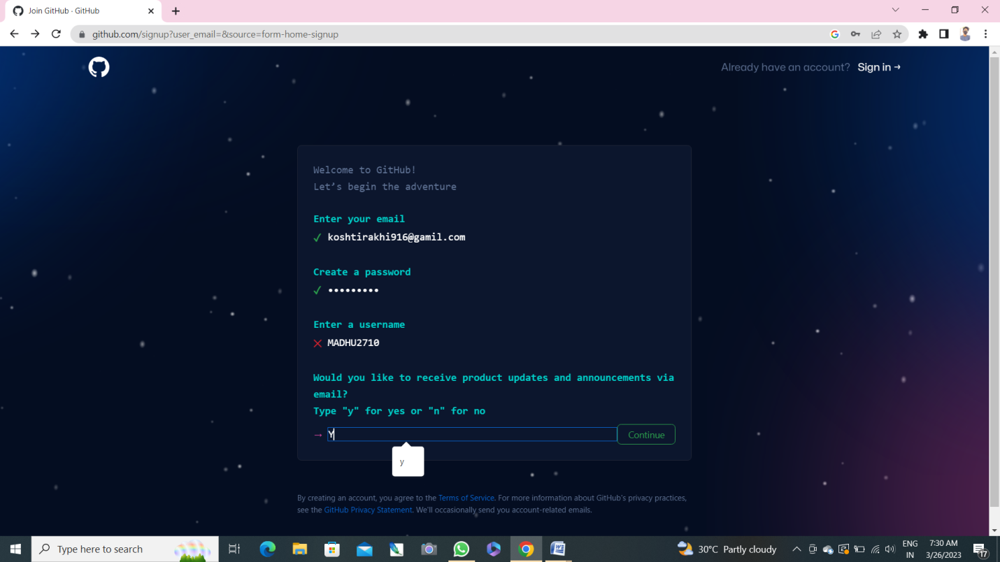 Join GitHub · GitHub
github.com/signup?user_email=&source=form-home-signup
Already have an account? Sign in →
Welcome to GitHub!
Let's begin the adventure
Enter your email
✓ koshtirakhi916@gamil.com
Create a password
✓ •••••••••
Enter a username
✕ MADHU2710
Would you like to receive product updates and announcements via
email?
Type "y" for yes or "n" for no
→ Y
Continue
y
By creating an account, you agree to the Terms of Service. For more information about GitHub's privacy practices,
see the GitHub Privacy Statement. We'll occasionally send you account-related emails.
Type here to search
30°C Partly cloudy
ENG
IN
7:30 AM
3/26/2023
17